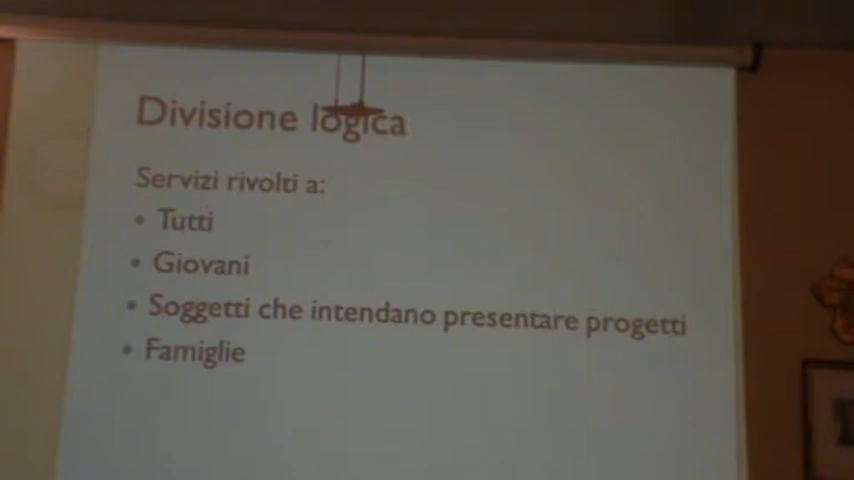 Divisione logica
Servizi rivolti a:
• Tutti
• Giovani
• Soggetti che intendano presentare progetti
• Famiglie